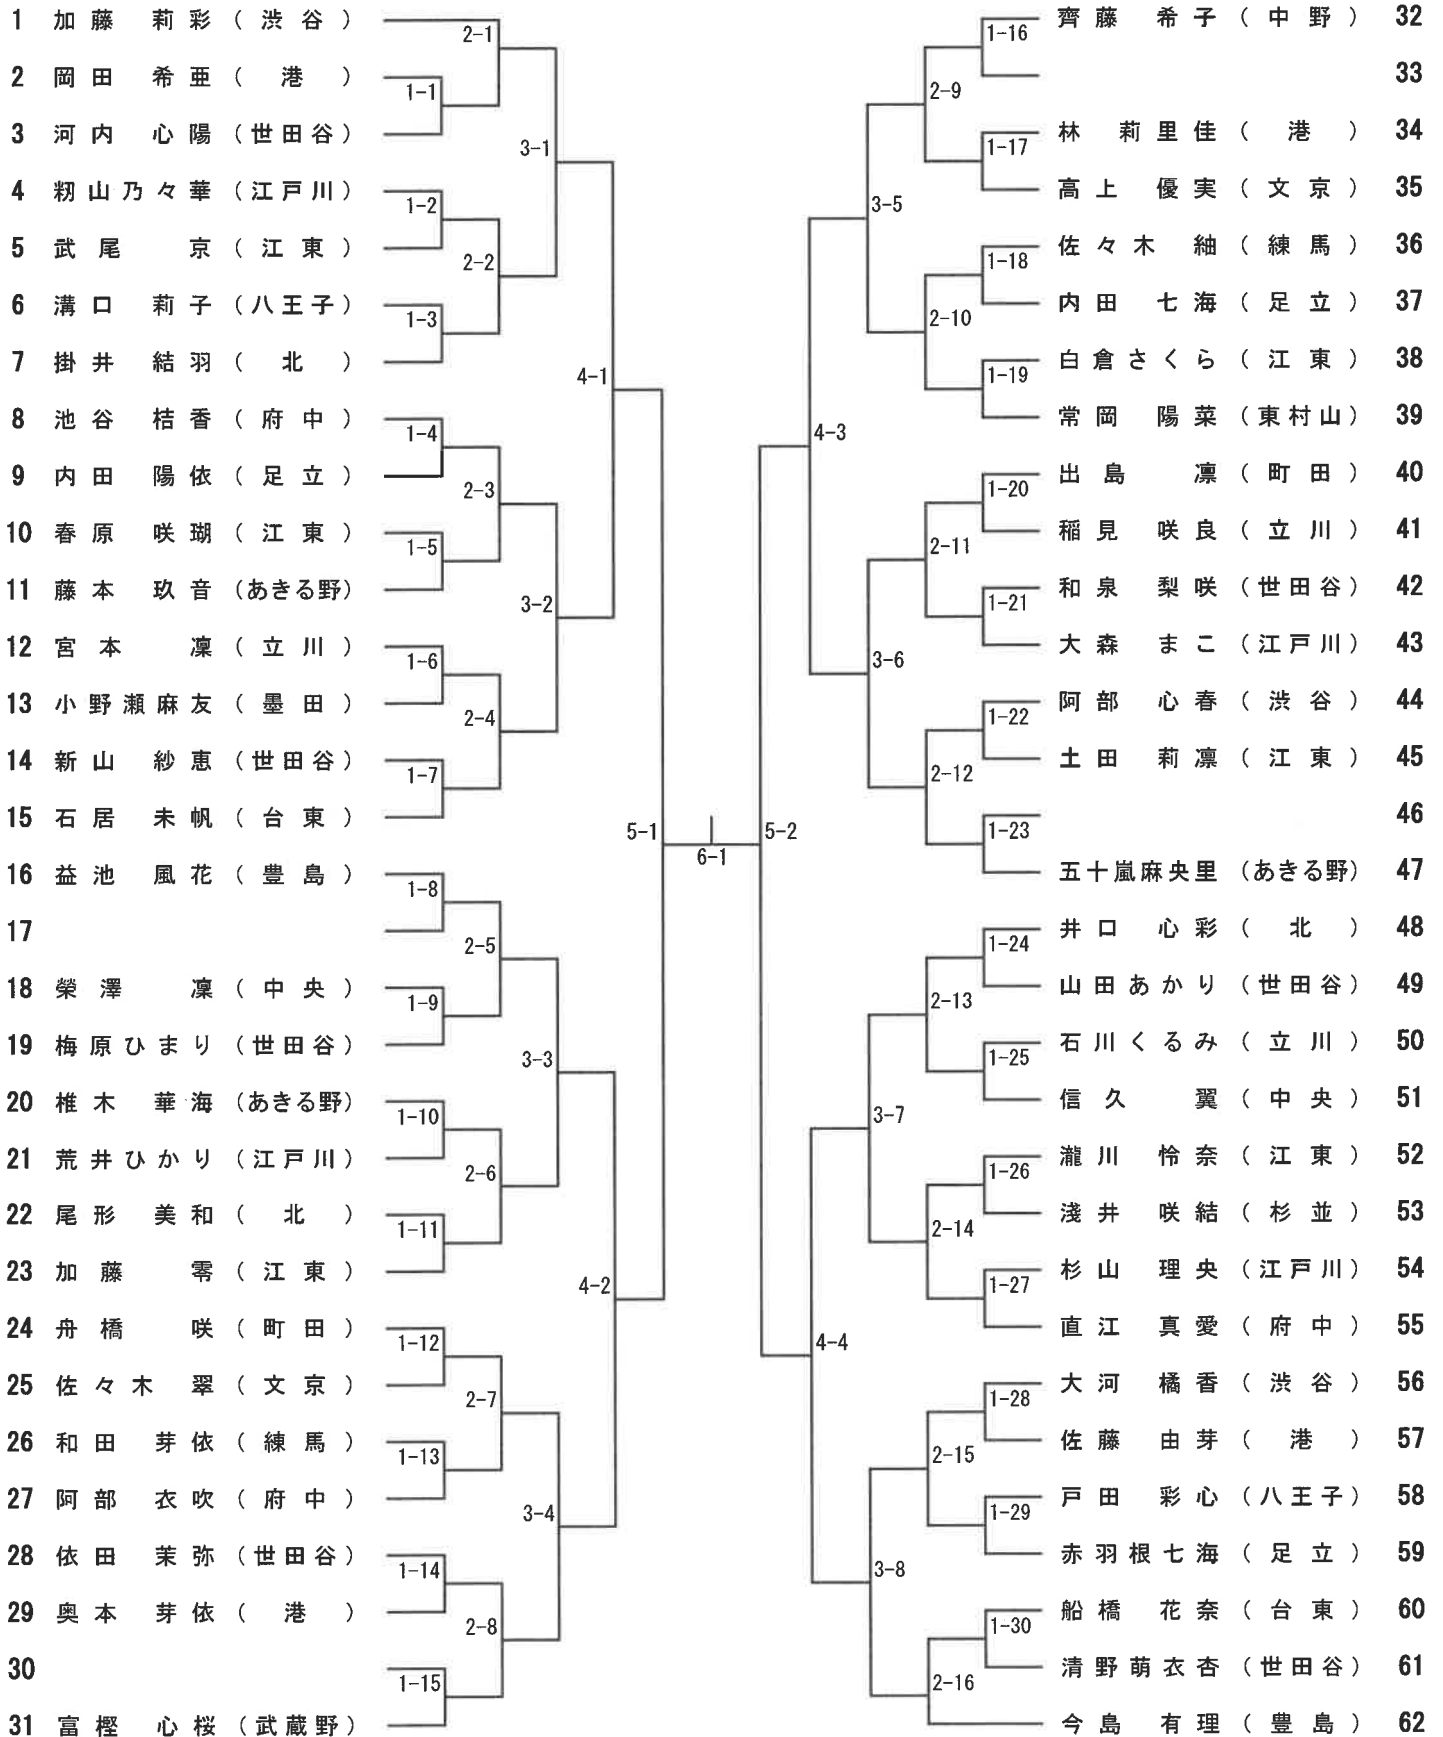 1 加藤 莉彩 (渋谷)
2 岡田 希亜 (港)
3 河内 心陽 (世田谷)
4 籾山乃々華 (江戸川)
5 武尾 京 (江東)
6 溝口 莉子 (八王子)
7 掛井 結羽 (北)
8 池谷 桔香 (府中)
9 内田 陽依 (足立)
10 春原 咲瑚 (江東)
11 藤本 玖音 (あきる野)
12 宮本 凜 (立川)
13 小野瀬麻友 (墨田)
14 新山 紗恵 (世田谷)
15 石居 未帆 (台東)
16 益池 風花 (豊島)
17
18 榮澤 凜 (中央)
19 梅原ひまり (世田谷)
20 椎木 華海 (あきる野)
21 荒井ひかり (江戸川)
22 尾形 美和 (北)
23 加藤 零 (江東)
24 舟橋 咲 (町田)
25 佐々木 翠 (文京)
26 和田 芽依 (練馬)
27 阿部 衣吹 (府中)
28 依田 茉弥 (世田谷)
29 奥本 芽依 (港)
30
31 富樫 心桜 (武蔵野)
2-1
1-1
3-1
1-2
2-2
1-3
4-1
1-4
2-3
1-5
3-2
1-6
2-4
1-7
5-1
1-8
2-5
1-9
3-3
1-10
2-6
1-11
4-2
1-12
2-7
1-13
3-4
1-14
2-8
1-15
6-1
5-2
1-16
2-9
1-17
3-5
1-18
2-10
1-19
4-3
1-20
2-11
1-21
3-6
1-22
2-12
1-23
1-24
2-13
1-25
3-7
1-26
2-14
1-27
4-4
1-28
2-15
1-29
3-8
1-30
2-16
齊藤 希子 (中野) 32
33
林 莉里佳 (港) 34
高上 優実 (文京) 35
佐々木 紬 (練馬) 36
内田 七海 (足立) 37
白倉さくら (江東) 38
常岡 陽菜 (東村山) 39
出島 凛 (町田) 40
稲見 咲良 (立川) 41
和泉 梨咲 (世田谷) 42
大森 まこ (江戸川) 43
阿部 心春 (渋谷) 44
土田 莉凛 (江東) 45
46
五十嵐麻央里 (あきる野) 47
井口 心彩 (北) 48
山田あかり (世田谷) 49
石川くるみ (立川) 50
信久 翼 (中央) 51
瀧川 怜奈 (江東) 52
淺井 咲結 (杉並) 53
杉山 理央 (江戸川) 54
直江 真愛 (府中) 55
大河 橘香 (渋谷) 56
佐藤 由芽 (港) 57
戸田 彩心 (八王子) 58
赤羽根七海 (足立) 59
船橋 花奈 (台東) 60
清野萌衣杏 (世田谷) 61
今島 有理 (豊島) 62